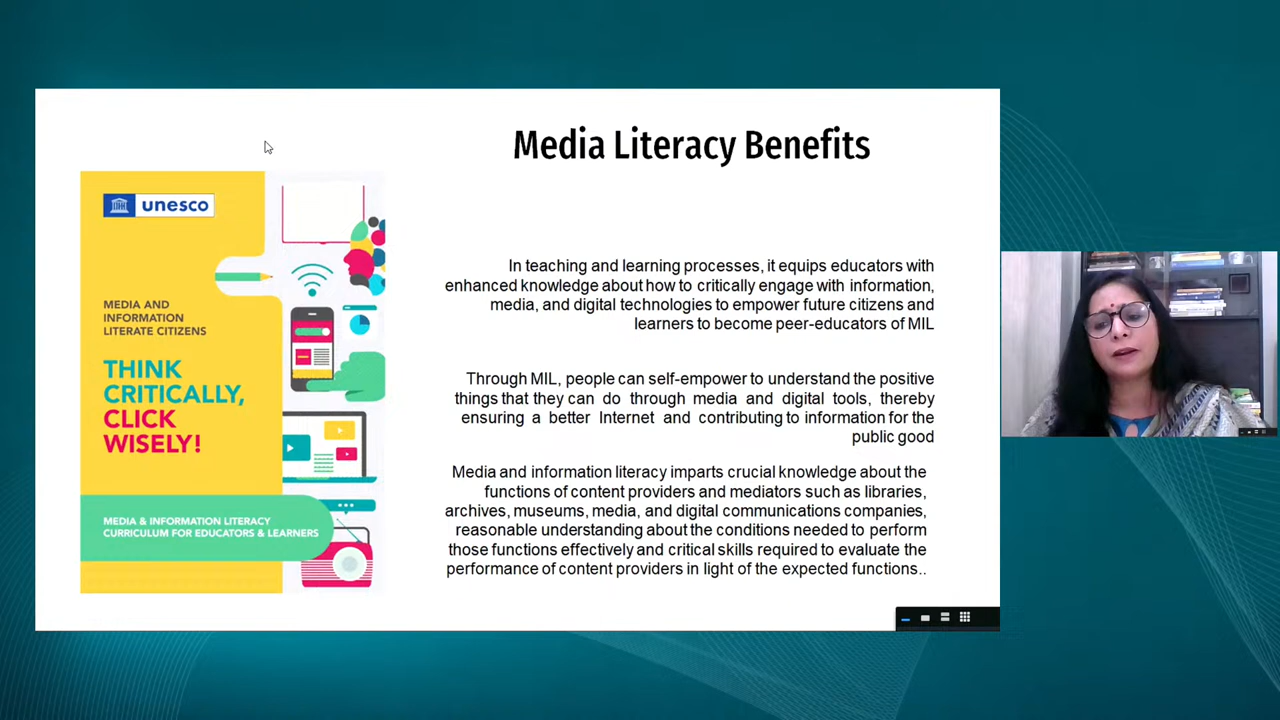 Media Literacy Benefits
unesco
MEDIA AND
INFORMATION
LITERATE CITIZENS
THINK
CRITICALLY,
CLICK
WISELY!
MEDIA & INFORMATION LITERACY
CURRICULUM FOR EDUCATORS & LEARNERS
In teaching and learning processes, it equips educators with
enhanced knowledge about how to critically engage with information,
media, and digital technologies to empower future citizens and
learners to become peer-educators of MIL
Through MIL, people can self-empower to understand the positive
things that they can do through media and digital tools, thereby
ensuring a better Internet and contributing to information for the
public good
Media and information literacy imparts crucial knowledge about the
functions of content providers and mediators such as libraries,
archives, museums, media, and digital communications companies,
reasonable understanding about the conditions needed to perform
those functions effectively and critical skills required to evaluate the
performance of content providers in light of the expected functions..